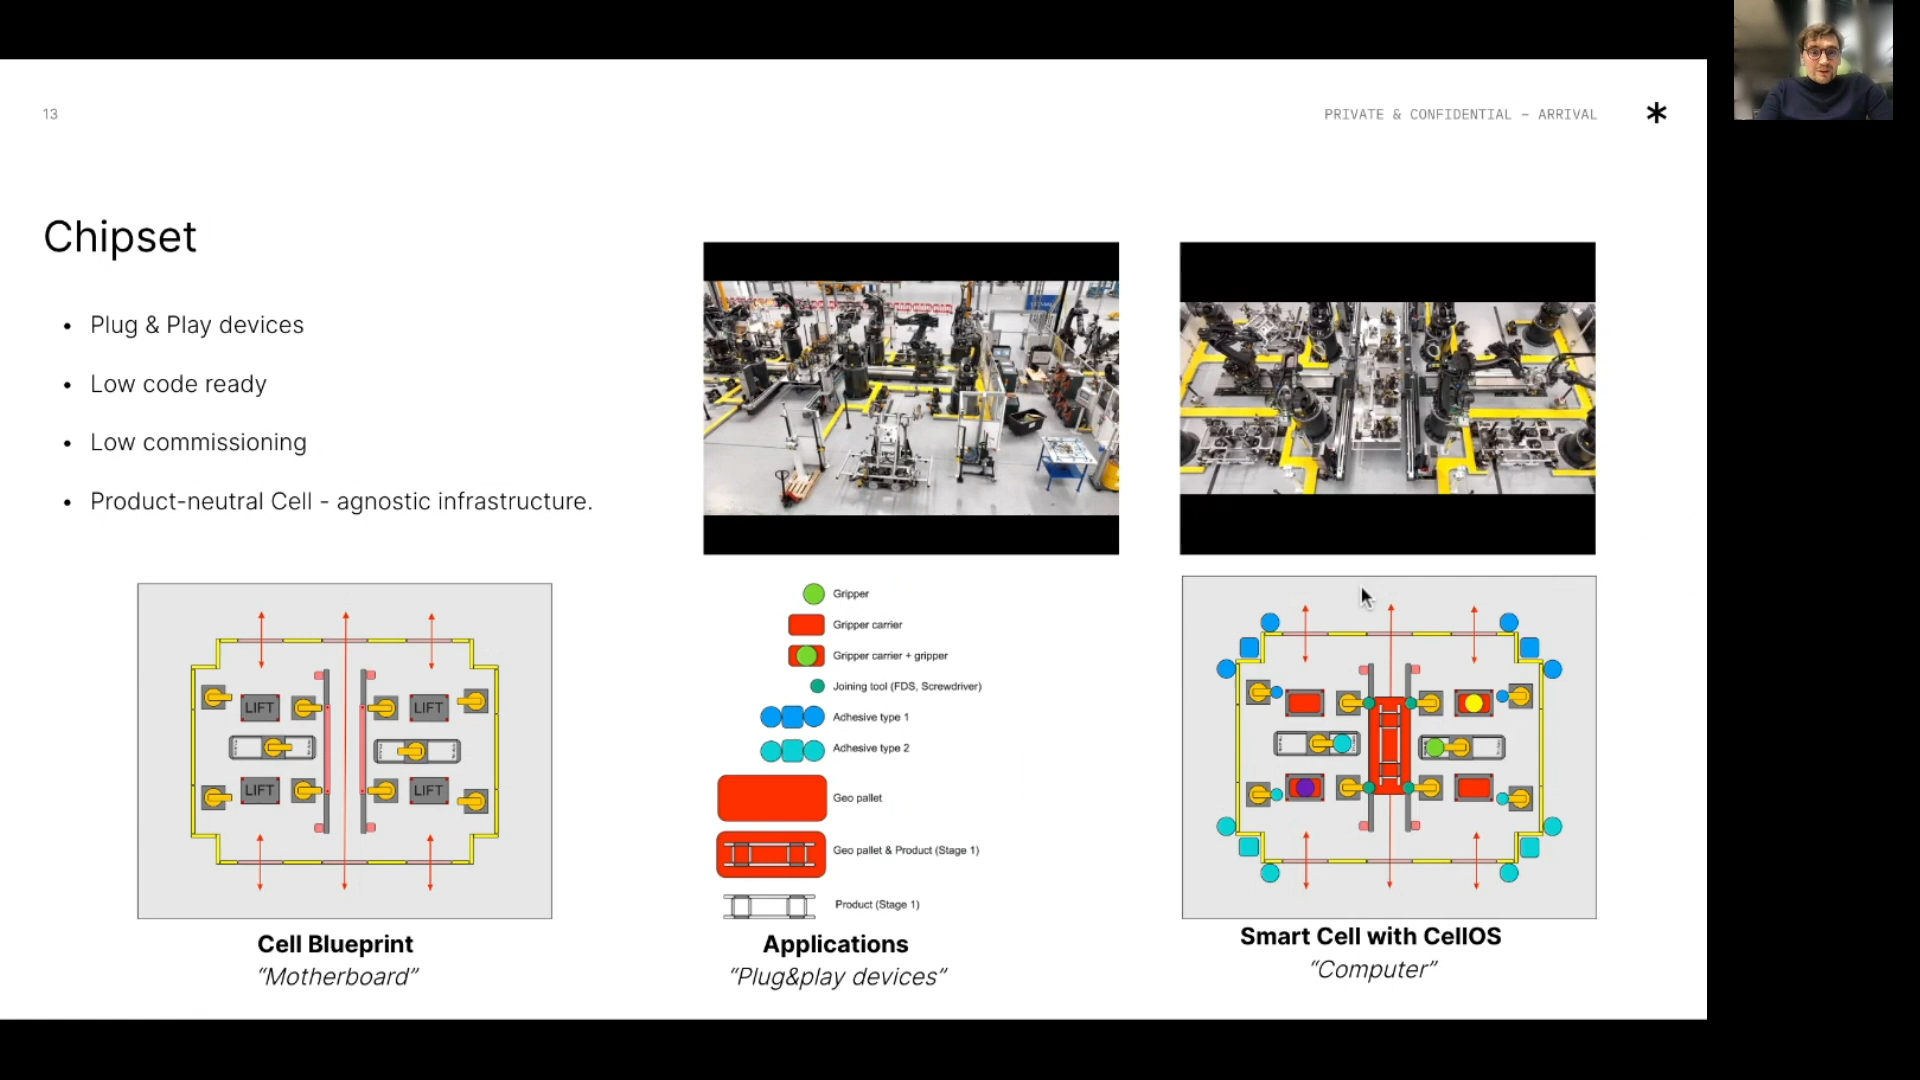 13
PRIVATE & CONFIDENTIAL – ARRIVAL
Chipset
• Plug & Play devices
• Low code ready
• Low commissioning
• Product-neutral Cell - agnostic infrastructure.
LIFT
LIFT
LIFT
LIFT
Cell Blueprint
“Motherboard”
Gripper
Gripper carrier
Gripper carrier + gripper
Joining tool (FDS, Screwdriver)
Adhesive type 1
Adhesive type 2
Geo pallet
Geo pallet & Product (Stage 1)
Product (Stage 1)
Applications
“Plug&play devices”
Smart Cell with CellOS
“Computer”